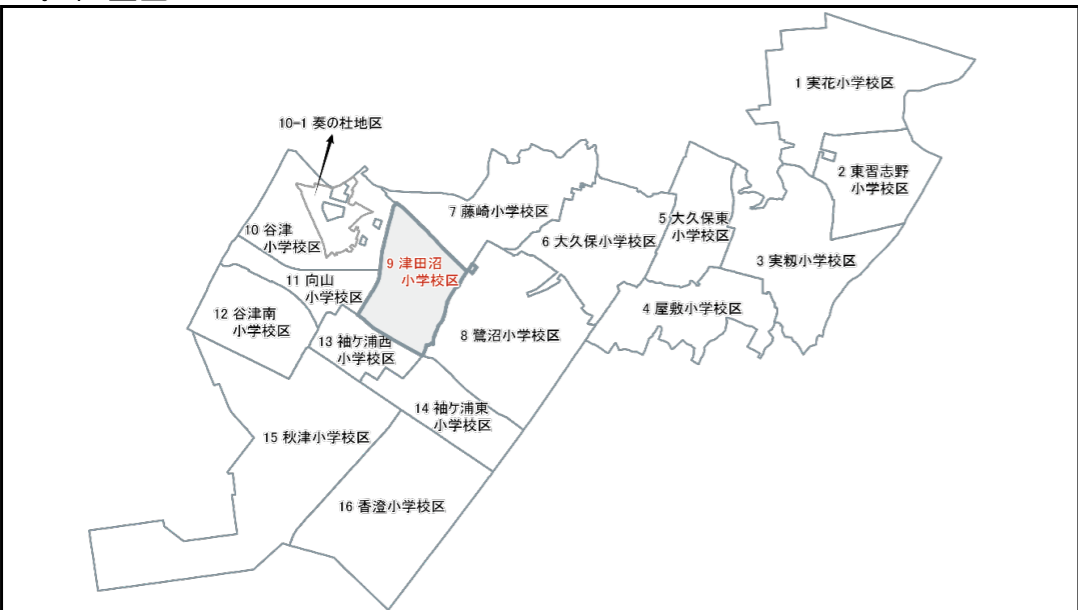 1 実花小学校区
10-1 奏の杜地区
2 東習志野
小学校区
7 藤崎小学校区
5 大久保東
小学校区
10 谷津
小学校区
6 大久保小学校区
3 実籾小学校区
9 津田沼
小学校区
11 向山
小学校区
4 屋敷小学校区
12 谷津南
小学校区
8 鷺沼小学校区
13 袖ケ浦西
小学校区
14 袖ケ浦東
小学校区
15 秋津小学校区
16 香澄小学校区